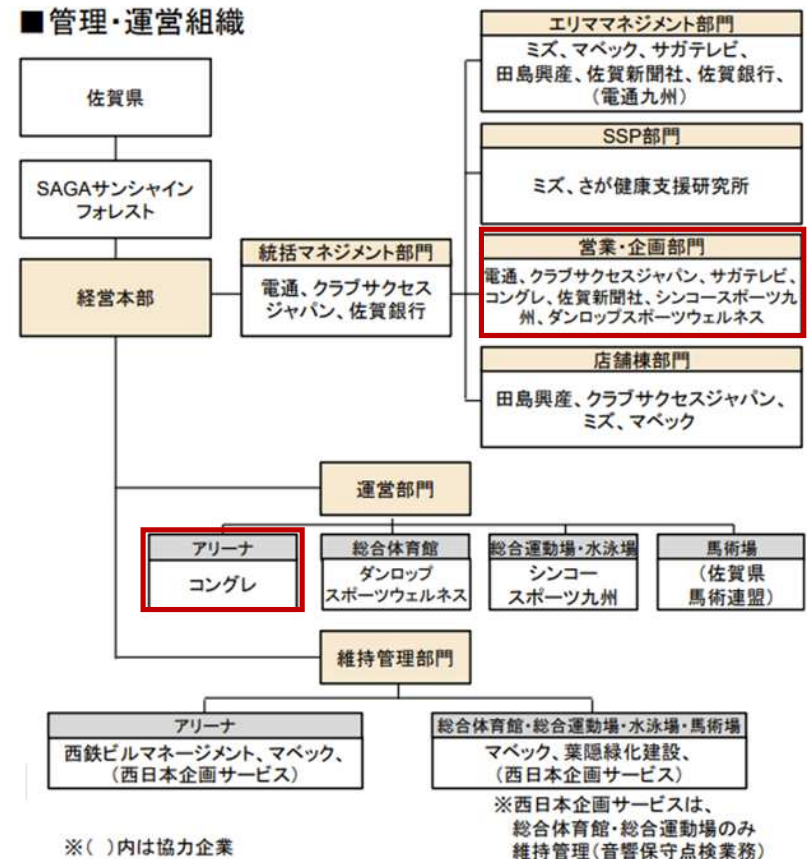 ■管理・運営組織
佐賀県
SAGAサンシャイン
フォレスト
経営本部
統括マネジメント部門
電通、クラブサクセス
ジャパン、佐賀銀行
エリママネジメント部門
ミズ、マベック、サガテレビ、
田島興産、佐賀新聞社、佐賀銀行、
（電通九州）
SSP部門
ミズ、さが健康支援研究所
営業・企画部門
電通、クラブサクセスジャパン、サガテレビ、
コングレ、佐賀新聞社、シンコースポーツ九
州、ダンロップスポーツウェルネス
店舗棟部門
田島興産、クラブサクセスジャパン、
ミズ、マベック
運営部門
アリーナ
コングレ
総合体育館
ダンロップ
スポーツウェルネス
総合運動場・水泳場
シンコー
スポーツ九州
馬術場
（佐賀県
馬術連盟）
維持管理部門
アリーナ
西鉄ビルマネージメント、マベック、
（西日本企画サービス）
総合体育館・総合運動場・水泳場・馬術場
マベック、葉隠緑化建設、
（西日本企画サービス）
※西日本企画サービスは、
総合体育館・総合運動場のみ
維持管理（音響保守点検業務）
※（ ）内は協力企業